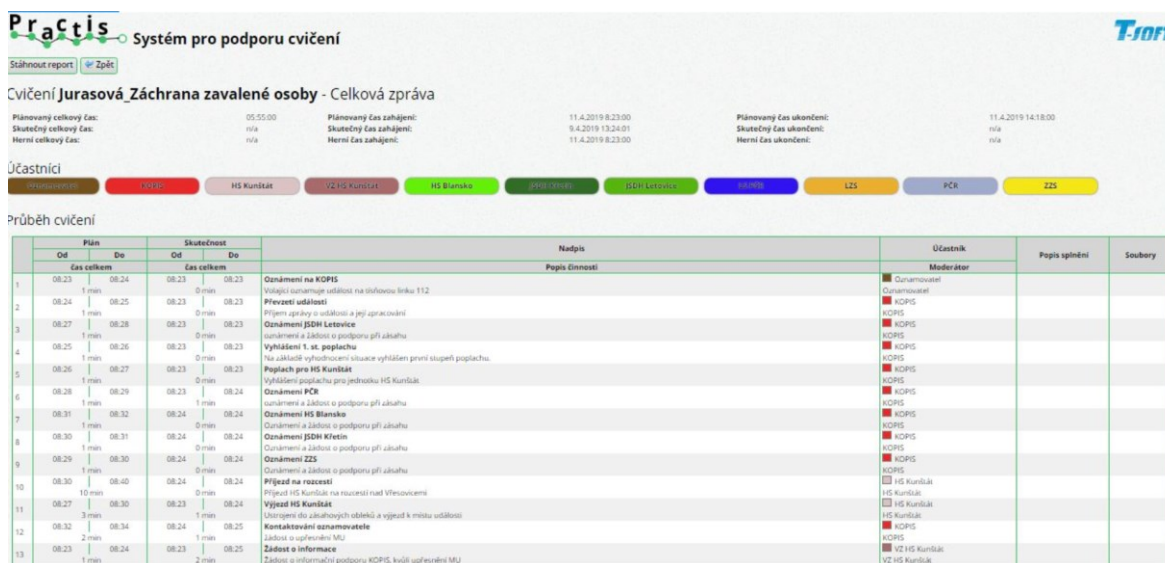 Practis Systém pro podporu cvičení
T-SOFT
Stáhnout report Zpět
Cvičení Jurasová_Záchrana zavalené osoby - Celková zpráva
Plánovaný celkový čas: 05:55:00 Plánovaný čas zahájení: 11.4.2019 8:23:00 Plánovaný čas ukončení: 11.4.2019 14:18:00
Skutečný celkový čas: n/a Skutečný čas zahájení: 9.4.2019 13:24:01 Skutečný čas ukončení: n/a
Herní celkový čas: n/a Herní čas zahájení: 11.4.2019 8:23:00 Herní čas ukončení: n/a
Účastníci
Oznamovatel KOPIS HS Kunštát VZ HS Kunštát HS Blansko JSDH Křetín JSDH Letovice LZS PČR ZZS
Průběh cvičení
Plán Skutečnost Nadpis Účastník Popis splnění Soubory
Od Do Od Do
čas celkem čas celkem Popis činnosti Moderátor
1 08:23 08:24 08:23 08:23 Oznámení na KOPIS Oznamovatel
1 min 0 min Volající oznamuje událost na tísňovou linku 112 Oznamovatel
2 08:24 08:25 08:23 08:23 Převzetí události KOPIS
1 min 0 min Příjem zprávy o události a její zpracování KOPIS
3 08:27 08:28 08:23 08:23 Oznámení JSDH Letovice KOPIS
1 min 0 min oznámení a žádost o podporu při zásahu KOPIS
4 08:25 08:26 08:23 08:23 Vyhlášení 1. st. poplachu KOPIS
1 min 0 min Na základě vyhodnocení situace vyhlášen první stupeň poplachu. KOPIS
5 08:26 08:27 08:23 08:23 Poplach pro HS Kunštát KOPIS
1 min 0 min Vyhlášení poplachu pro jednotku HS Kunštát KOPIS
6 08:28 08:29 08:23 08:24 Oznámení PČR KOPIS
1 min 1 min oznámení a žádost o podporu při zásahu KOPIS
7 08:31 08:32 08:24 08:24 Oznámení HS Blansko KOPIS
1 min 0 min Oznámení a žádost o podporu při zásahu KOPIS
8 08:30 08:31 08:24 08:24 Oznámení JSDH Křetín KOPIS
1 min 0 min Oznámení a žádost o podporu při zásahu KOPIS
9 08:29 08:30 08:24 08:24 Oznámení ZZS KOPIS
1 min 0 min Oznámení a žádost o podporu při zásahu KOPIS
10 08:30 08:40 08:24 08:24 Příjezd na rozcestí HS Kunštát
10 min 0 min Příjezd HS Kunštát na rozcestí nad Vřesovicemi HS Kunštát
11 08:27 08:30 08:23 08:24 Výjezd HS Kunštát HS Kunštát
3 min 1 min Ustrojení do zásahových obleků a výjezd k místu události HS Kunštát
12 08:32 08:34 08:24 08:25 Kontaktování oznamovatele KOPIS
2 min 1 min žádost o upřesnění MU KOPIS
13 08:23 08:24 08:23 08:25 Žádost o informace VZ HS Kunštát
1 min 2 min Žádost o informační podporu KOPIS, kvůli upřesnění MU VZ HS Kunštát